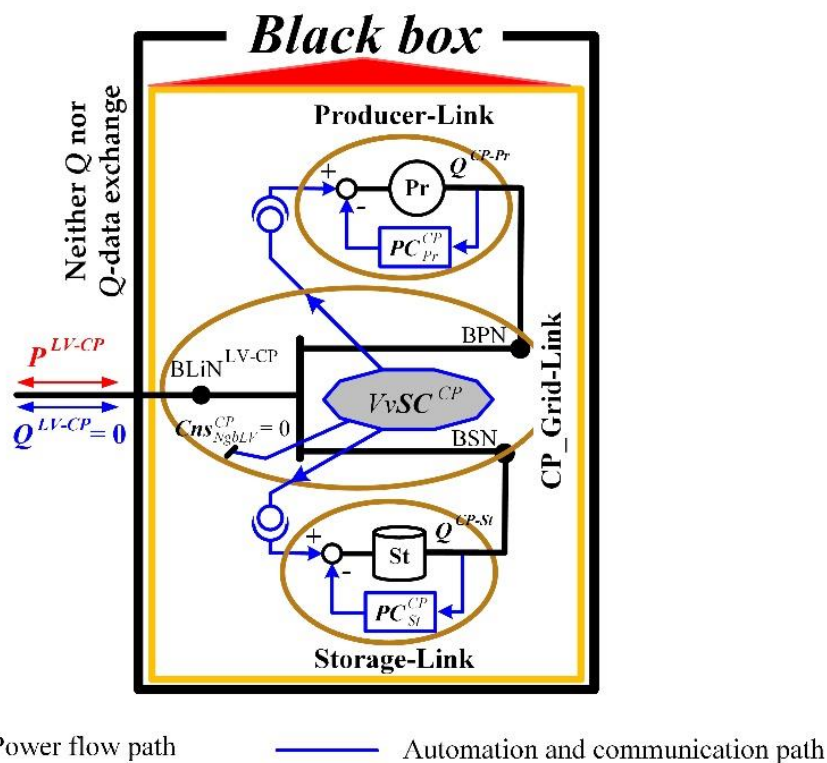 Black box
Neither Q nor
Q-data exchange
Producer-Link
Q^CP-Pr
+
-
Pr
PC^CP_Pr
BPN
P^LV-CP
Q^LV-CP = 0
BLiN^LV-CP
VvSC^CP
Cns^CP_NgbLV = 0
BSN
CP_Grid-Link
Q^CP-St
+
-
St
PC^CP_St
Storage-Link
Power flow path
Automation and communication path